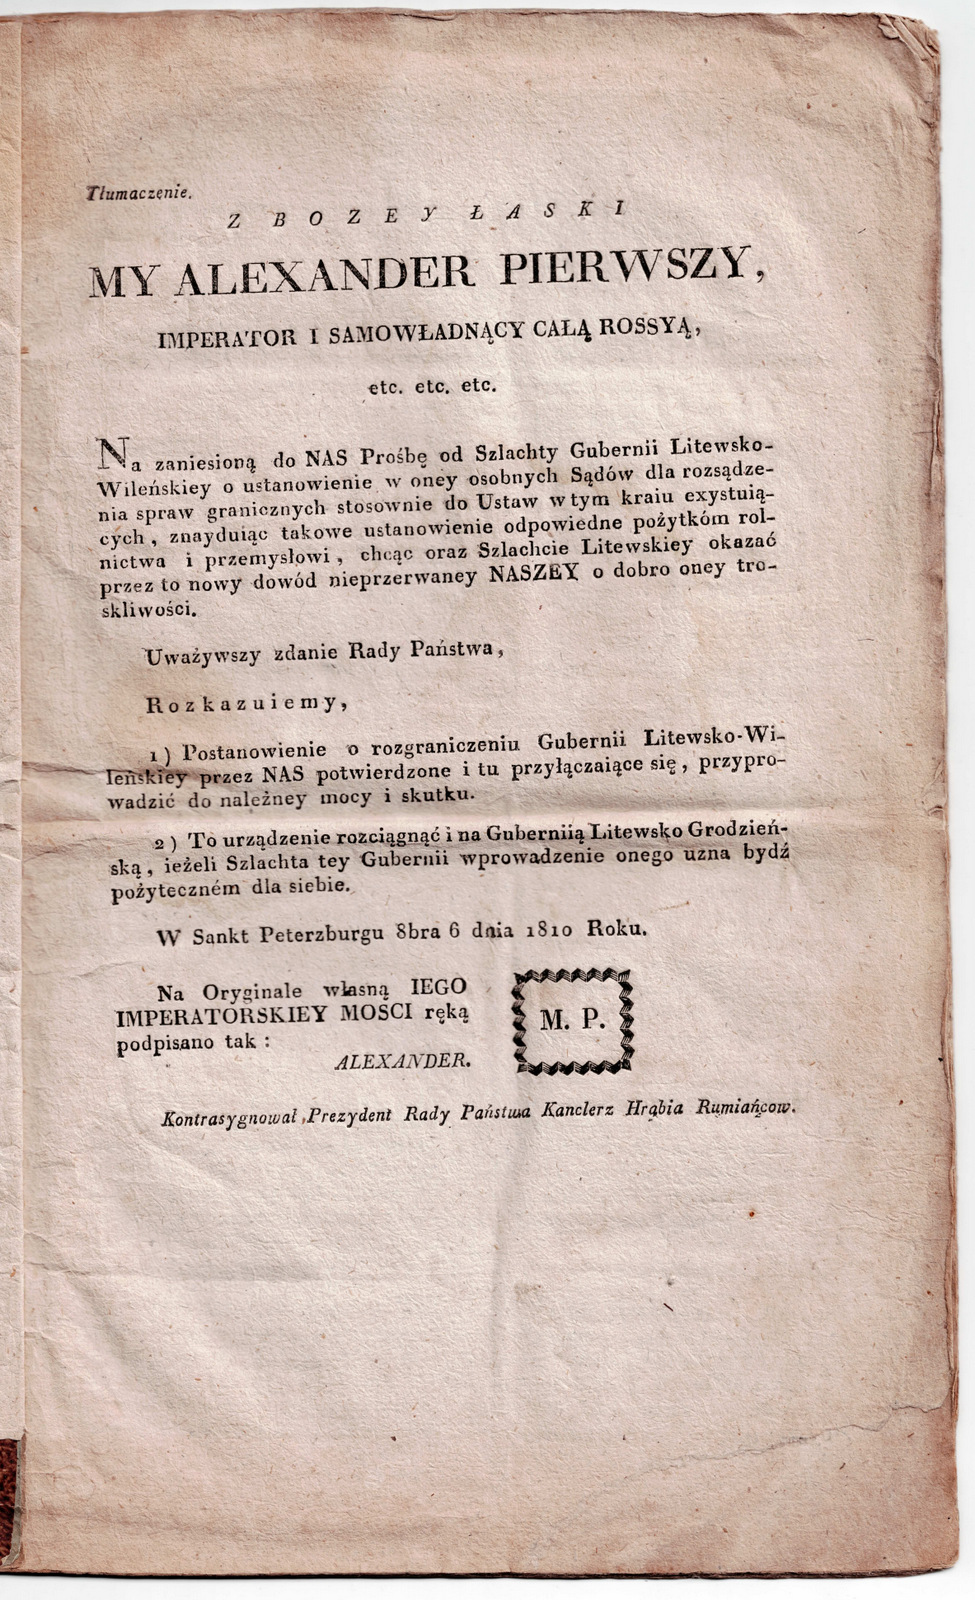 Tłumaczenie.
Z BOZEY ŁASKI
MY ALEXANDER PIERWSZY,
IMPERATOR I SAMOWŁADNĄCY CAŁĄ ROSSYĄ,
etc. etc. etc.
Na zaniesioną do NAS Prośbę od Szlachty Gubernii Litewsko-
Wileńskiey o ustanowienie w oney osobnych Sądów dla rozsądze-
nia spraw granicznych stosownie do Ustaw w tym kraiu exystuią-
cych, znayduiąc takowe ustanowienie odpowiedne pożytkóm rol-
nictwa i przemysłowi, chcąc oraz Szlachcie Litewskiey okazać
przez to nowy dowód nieprzerwaney NASZEY o dobro oney tro-
skliwości.
Uważywszy zdanie Rady Państwa,
Rozkazuiemy,
1) Postanowienie o rozgraniczeniu Gubernii Litewsko-Wi-
leńskiey przez NAS potwierdzone i tu przyłączaiące się, przypro-
wadzić do należney mocy i skutku.
2) To urządzenie rozciągnąć i na Guberniią Litewsko Grodzień-
ską, ieżeli Szlachta tey Gubernii wprowadzenie onego uzna bydź
pożyteczném dla siebie.
W Sankt Peterzburgu 8bra 6 dnia 1810 Roku.
Na Oryginale własną IEGO
IMPERATORSKIEY MOSCI ręką
podpisano tak:
ALEXANDER.
M. P.
Kontrasygnował Prezydent Rady Państwa Kanclerz Hrąbia Rumiańcow.